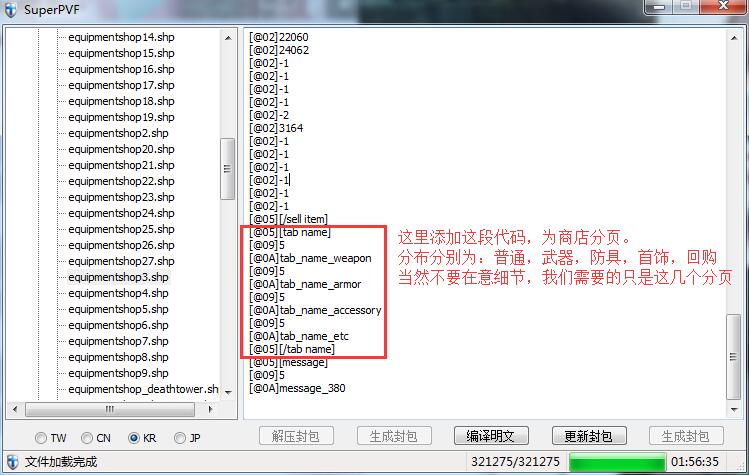 SuperPVF
equipmentshop14.shp
equipmentshop15.shp
equipmentshop16.shp
equipmentshop17.shp
equipmentshop18.shp
equipmentshop19.shp
equipmentshop2.shp
equipmentshop20.shp
equipmentshop21.shp
equipmentshop22.shp
equipmentshop23.shp
equipmentshop24.shp
equipmentshop25.shp
equipmentshop26.shp
equipmentshop27.shp
equipmentshop3.shp
equipmentshop4.shp
equipmentshop5.shp
equipmentshop6.shp
equipmentshop7.shp
equipmentshop8.shp
equipmentshop9.shp
equipmentshop_deathtower.sh
[@02]22060
[@02]24062
[@02]-1
[@02]-1
[@02]-1
[@02]-1
[@02]-2
[@02]3164
[@02]-1
[@02]-1
[@02]-1
[@02]-1
[@02]-1
[@02]-1
[@05][/sell item]
[@05][tab name]
[@09]5
[@0A]tab_name_weapon
[@09]5
[@0A]tab_name_armor
[@09]5
[@0A]tab_name_accessory
[@09]5
[@0A]tab_name_etc
[@05][/tab name]
[@05][message]
[@09]5
[@0A]message_380
这里添加这段代码，为商店分页。
分布分别为：普通，武器，防具，首饰，回购
当然不要在意细节，我们需要的只是这几个分页
TW CN KR JP 解压封包 生成封包 编译明文 更新封包 生成封包
文件加载完成 321275/321275 01:56:35